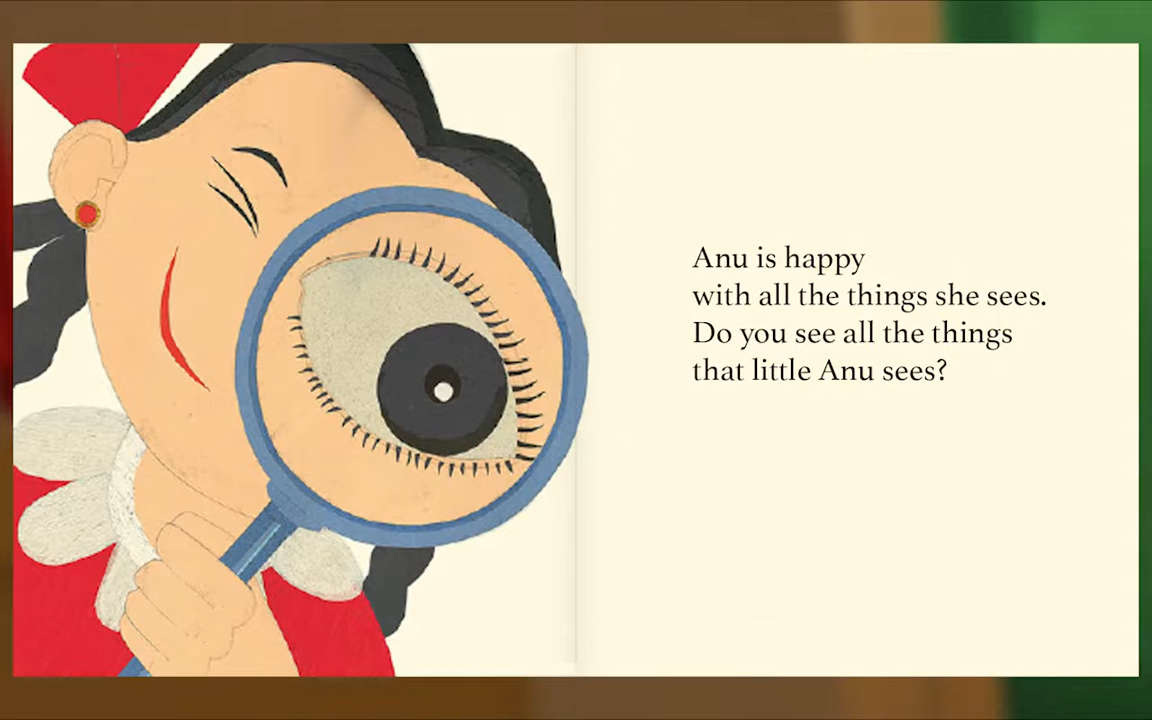 Anu is happy
with all the things she sees.
Do you see all the things
that little Anu sees?